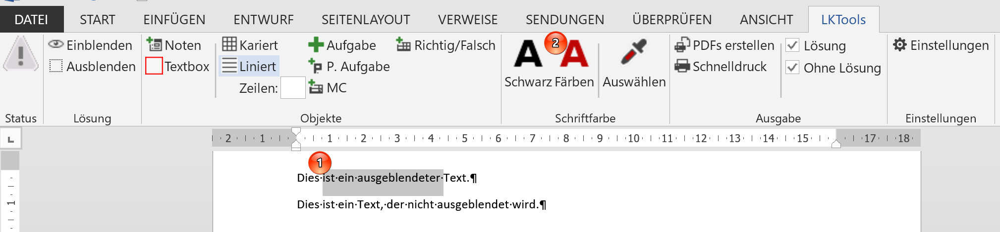 DATEI START EINFÜGEN ENTWURF SEITENLAYOUT VERWEISE SENDUNGEN ÜBERPRÜFEN ANSICHT LKTools
Einblenden Noten Kariert Aufgabe Richtig/Falsch A 2 A PDFs erstellen Lösung Einstellungen
Ausblenden Textbox Liniert P. Aufgabe Schnelldruck Ohne Lösung
Zeilen: MC Schwarz Färben Auswählen
Status Lösung Objekte Schriftfarbe Ausgabe Einstellungen
2 1 1 2 3 4 5 6 7 8 9 10 11 12 13 14 15 17 18
1
Dies·ist·ein·ausgeblendeter·Text.¶
Dies·ist·ein·Text,·der·nicht·ausgeblendet·wird.¶
1